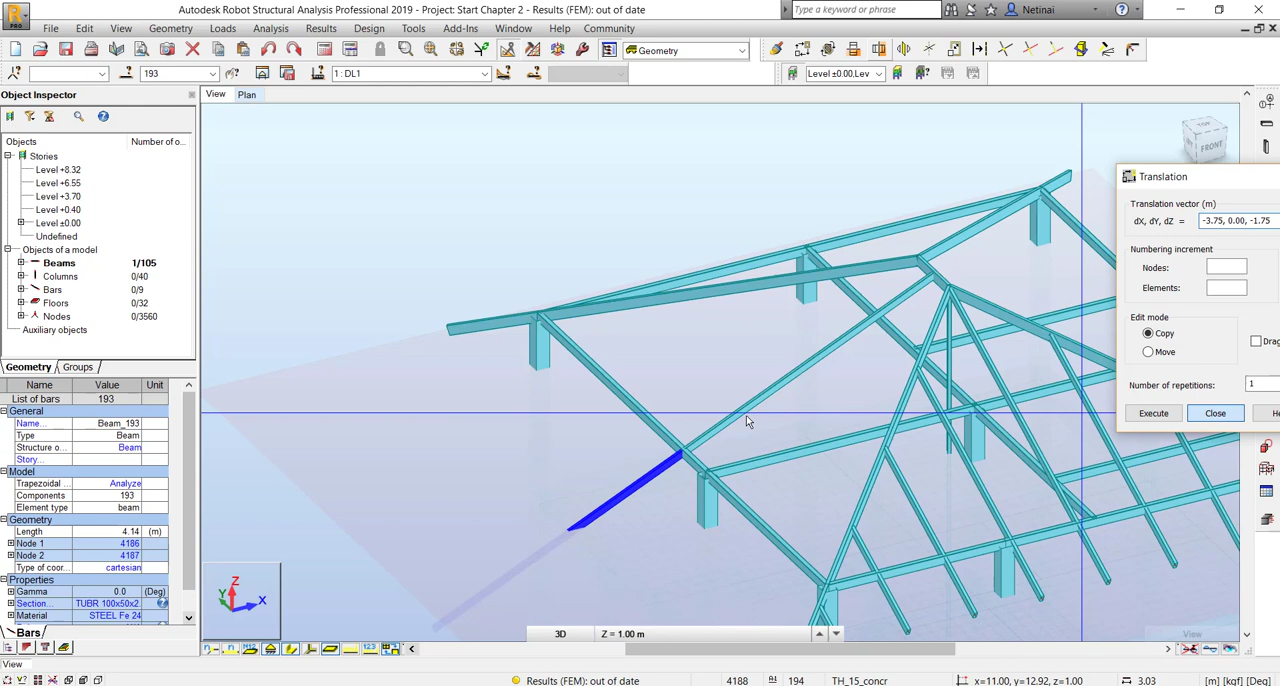 PRO
Autodesk Robot Structural Analysis Professional 2019 - Project: Start Chapter 2 - Results (FEM): out of date
Type a keyword or phrase
Netinai
File Edit View Geometry Loads Analysis Results Design Tools Add-Ins Window Help Community
Geometry
193
1: DL1
Level ±0.00.Lev
Object Inspector
View Plan
Objects Number of o...
Stories
Level +8.32
Level +6.55
Level +3.70
Level +0.40
Level ±0.00
Undefined
Objects of a model
Beams 1/105
Columns 0/40
Bars 0/9
Floors 0/32
Nodes 0/3560
Auxiliary objects
Geometry Groups
Name Value Unit
List of bars 193
General
Name... Beam_193
Type Beam
Structure o... Beam
Story...
Model
Trapezoidal ... Analyze
Components 193
Element type beam
Geometry
Length 4.14 (m)
Node 1 4186
Node 2 4187
Type of coor... cartesian
Properties
Gamma 0.0 (Deg)
Section... TUBR 100x50x2.
Material STEEL Fe 24
Bars
TOP
FRONT
Translation
Translation vector (m)
dX, dY, dZ = -3.75, 0.00, -1.75
Numbering increment
Nodes:
Elements:
Edit mode
Copy
Move
Drag
Number of repetitions: 1
Execute Close He
Z
Y
X
3D Z = 1.00 m
View
View
Results (FEM): out of date 4188 194 TH_15_concr x=11.00, y=12.92, z=1.00 3.03 [m] [kgf] [Deg]